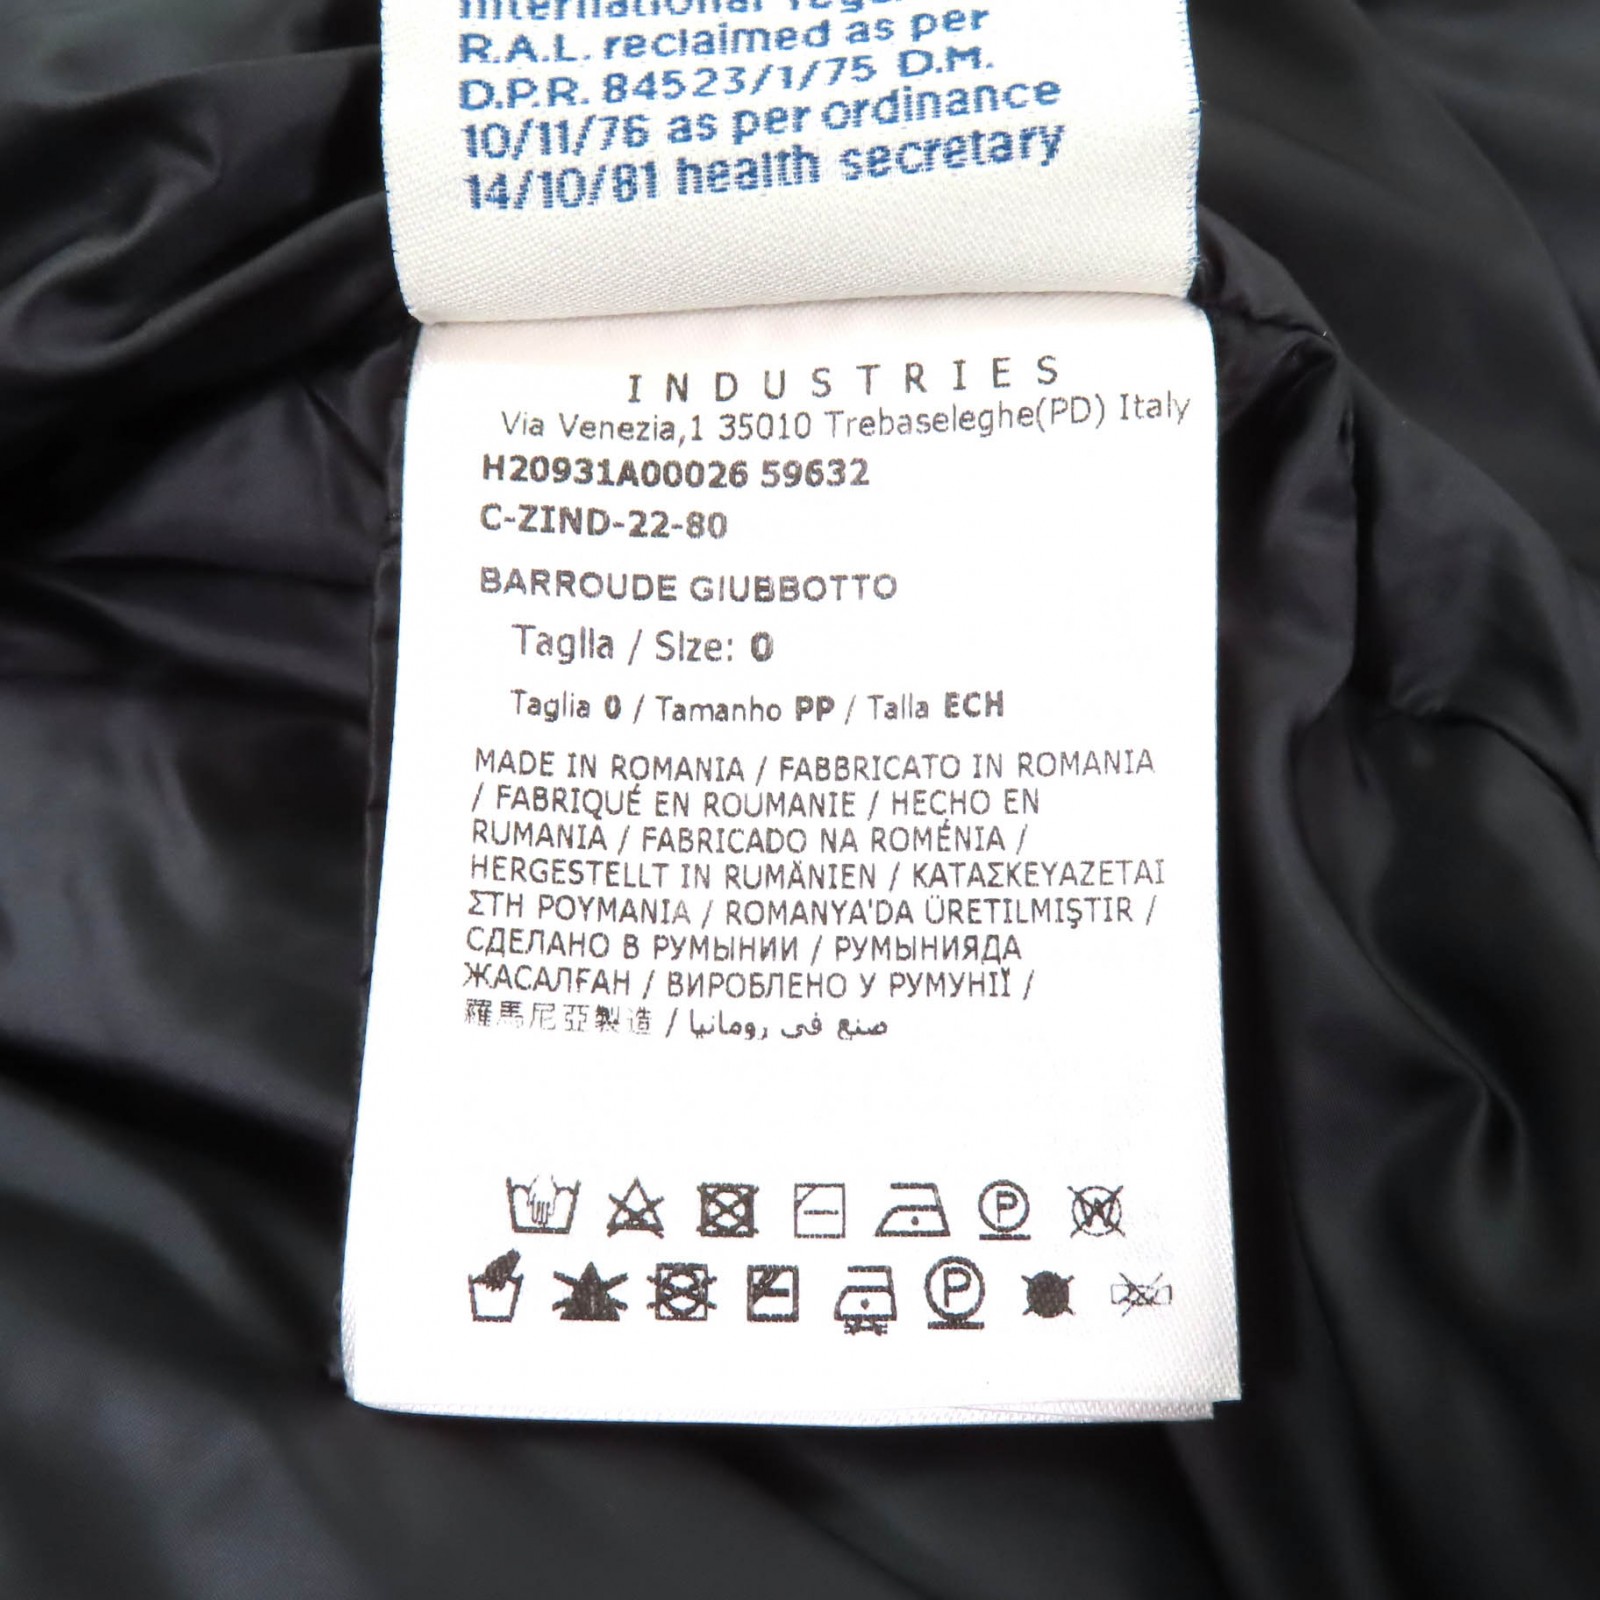 International
R.A.L. reclaimed as per
D.P.R. 84523/1/75 D.M.
10/11/76 as per ordinance
14/10/81 health secretary
INDUSTRIES
Via Venezia,1 35010 Trebaseleghe(PD) Italy
H20931A00026 59632
C-ZIND-22-80
BARROUDE GIUBBOTTO
Taglia / Size: 0
Taglia 0 / Tamanho PP / Talla ECH
MADE IN ROMANIA / FABBRICATO IN ROMANIA
/ FABRIQUÉ EN ROUMANIE / HECHO EN
RUMANIA / FABRICADO NA ROMÉNIA /
HERGESTELLT IN RUMÄNIEN / ΚΑΤΑΣΚΕΥΑΖΕΤΑΙ
ΣΤΗ ΡΟΥΜΑΝΙΑ / ROMANYA'DA ÜRETILMIŞTIR /
СДЕЛАНО В РУМЫНИИ / РУМЫНИЯДА
ЖАСАЛҒАН / ВИРОБЛЕНО У РУМУНІЇ /
羅馬尼亞製造 / صنع في رومانيا
P W
P